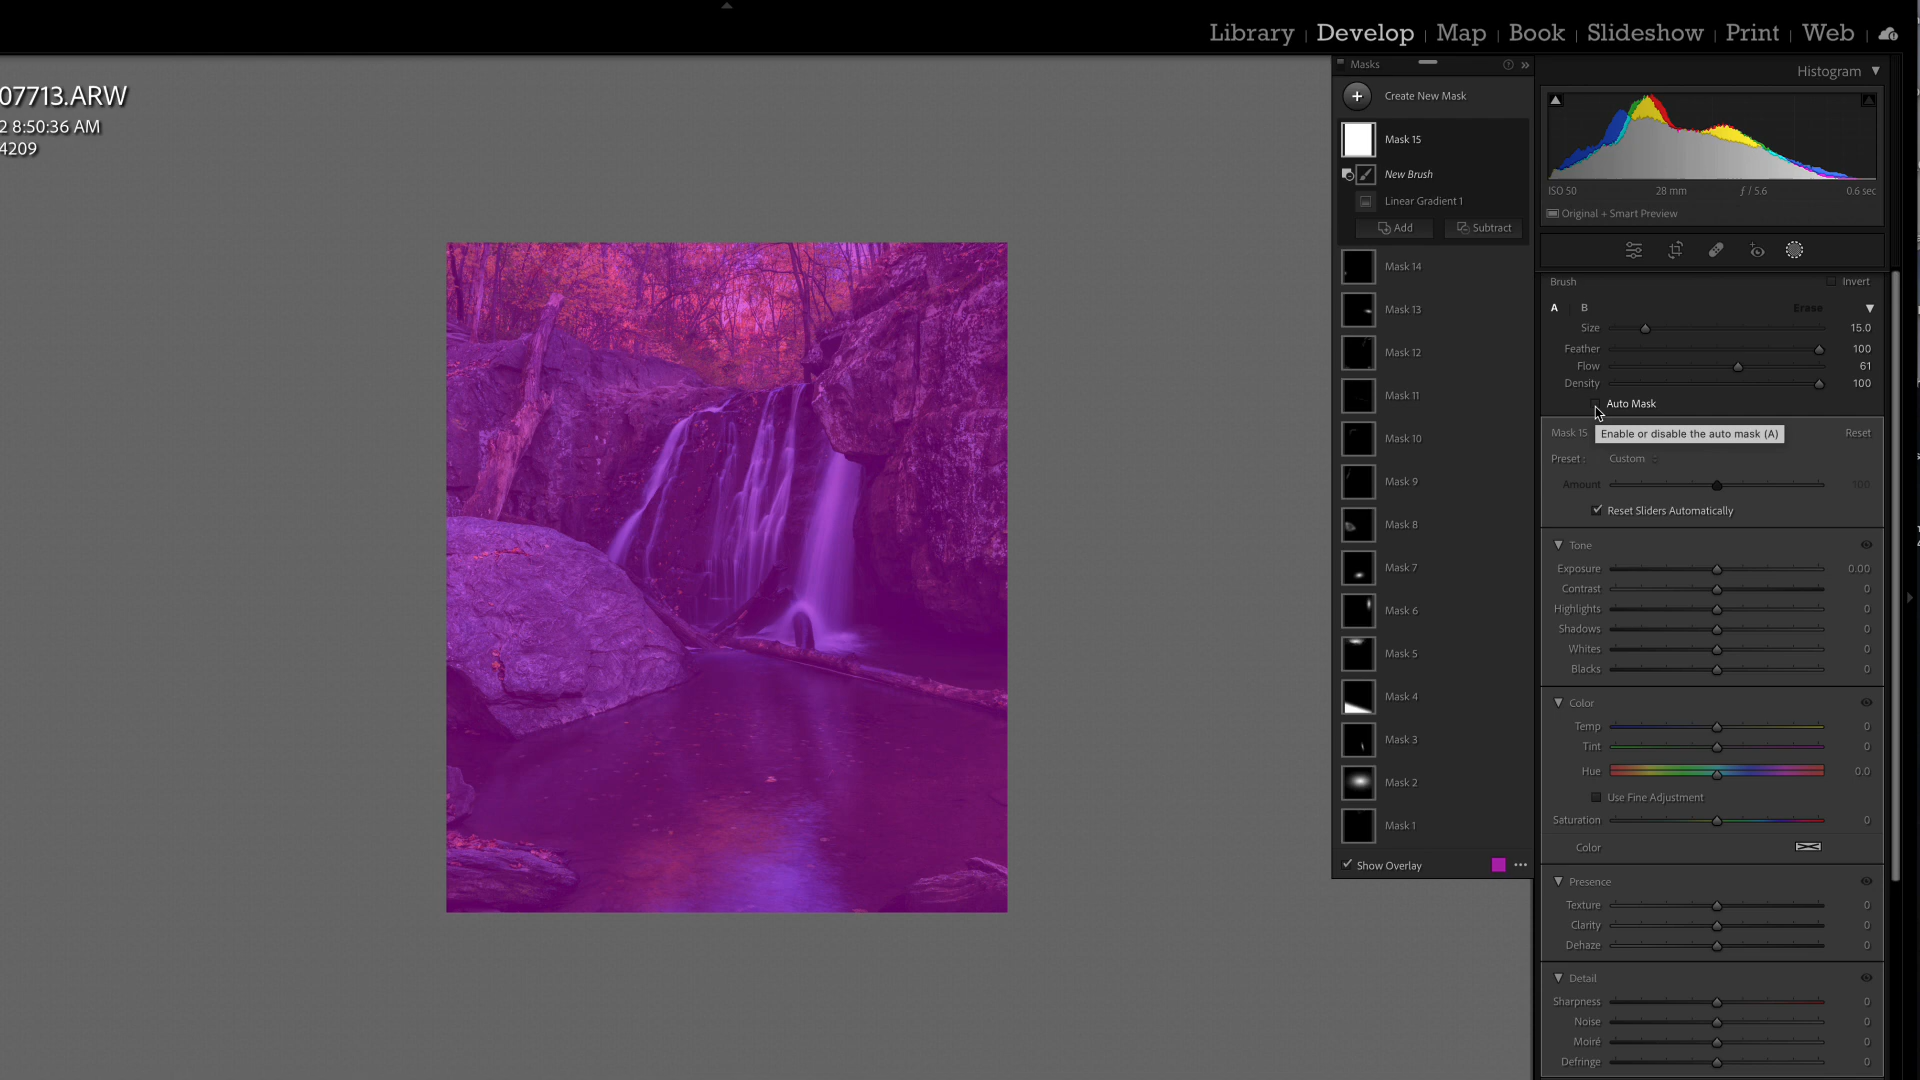 Library | Develop | Map | Book | Slideshow | Print | Web |
07713.ARW
2 8:50:36 AM
4209
Masks
Create New Mask
Mask 15
New Brush
Linear Gradient 1
Add Subtract
Mask 14
Mask 13
Mask 12
Mask 11
Mask 10
Mask 9
Mask 8
Mask 7
Mask 6
Mask 5
Mask 4
Mask 3
Mask 2
Mask 1
Show Overlay
Histogram
ISO 50 28 mm ƒ / 5.6 0.6 sec
Original + Smart Preview
Brush Invert
A B Erase
Size 15.0
Feather 100
Flow 61
Density 100
Auto Mask
Mask 15 Reset
Enable or disable the auto mask (A)
Preset : Custom
Amount 100
Reset Sliders Automatically
Tone
Exposure 0.00
Contrast 0
Highlights 0
Shadows 0
Whites 0
Blacks 0
Color
Temp 0
Tint 0
Hue 0.0
Use Fine Adjustment
Saturation 0
Color
Presence
Texture 0
Clarity 0
Dehaze 0
Detail
Sharpness 0
Noise 0
Moiré 0
Defringe 0